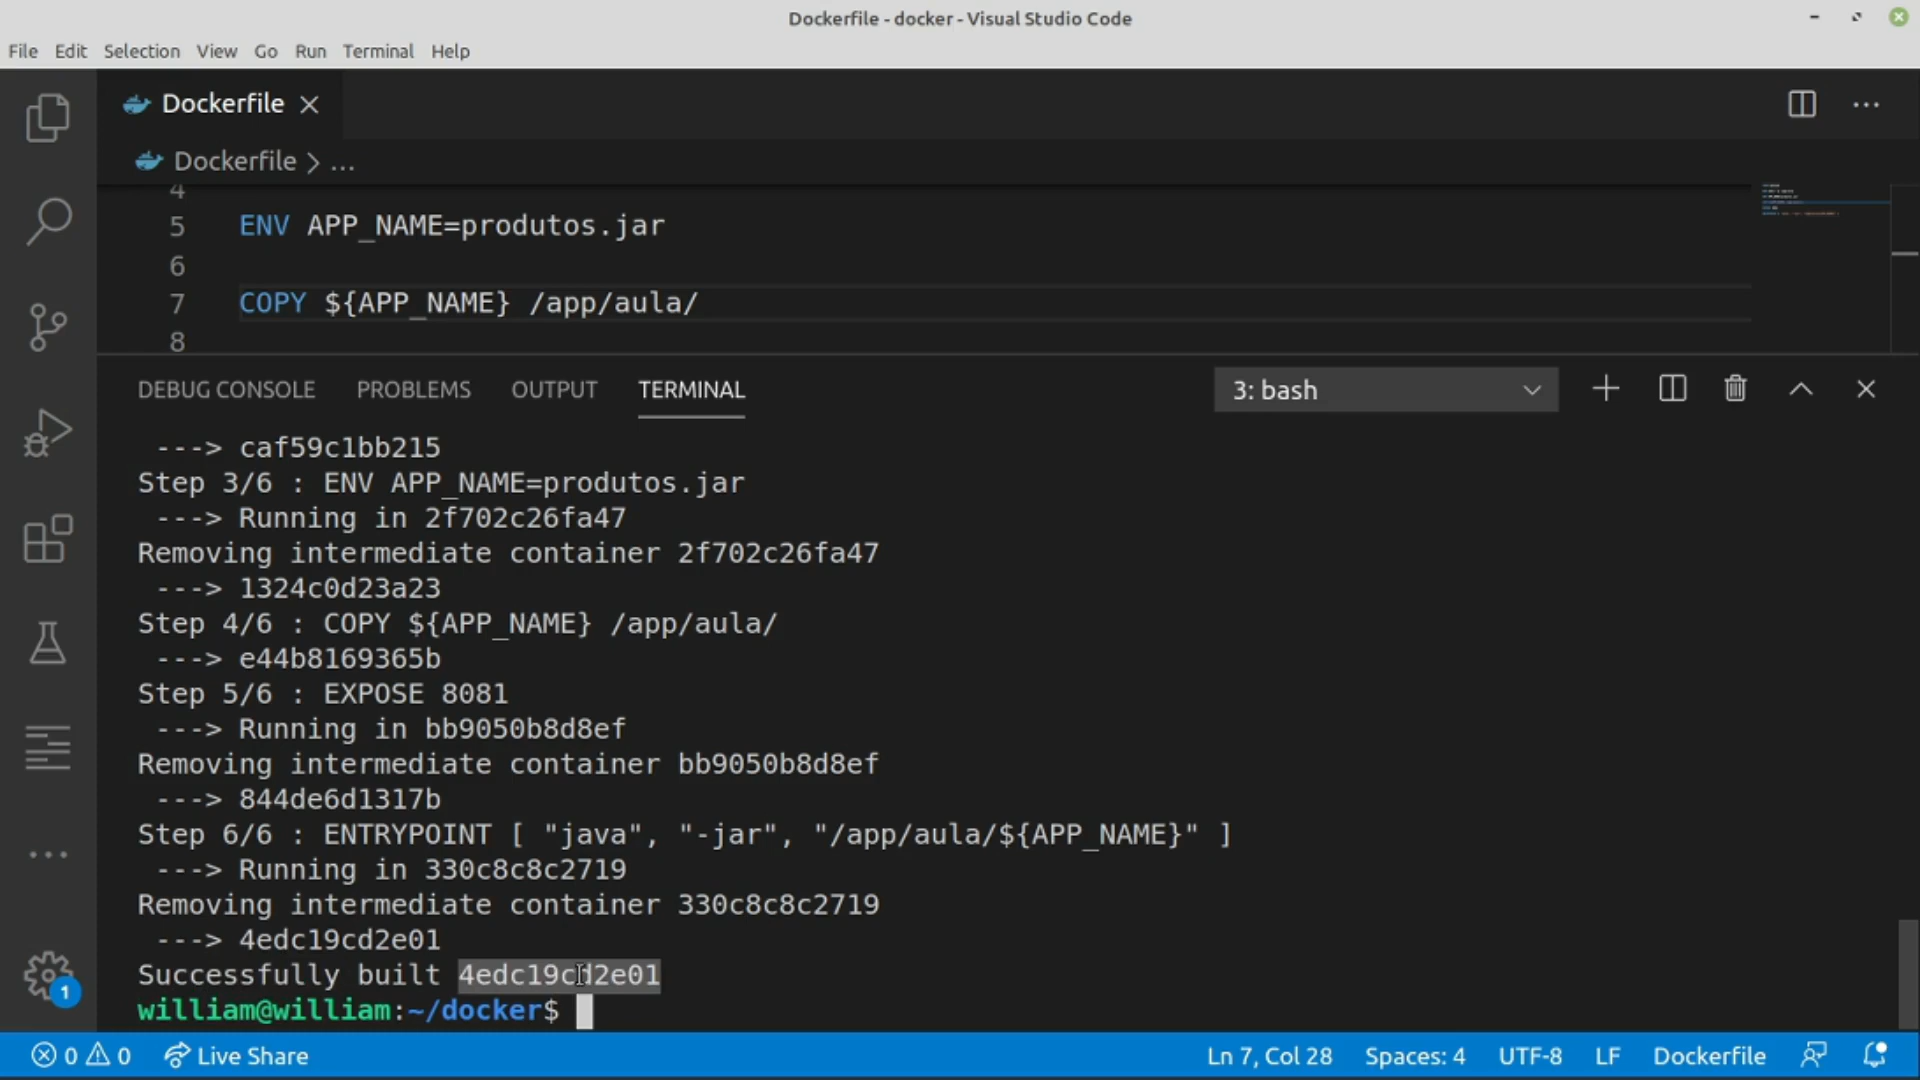 Dockerfile - docker - Visual Studio Code
File Edit Selection View Go Run Terminal Help
Dockerfile
Dockerfile > ...
4
5 ENV APP_NAME=produtos.jar
6
7 COPY ${APP_NAME} /app/aula/
8
DEBUG CONSOLE PROBLEMS OUTPUT TERMINAL 3: bash
---> caf59c1bb215
Step 3/6 : ENV APP_NAME=produtos.jar
---> Running in 2f702c26fa47
Removing intermediate container 2f702c26fa47
---> 1324c0d23a23
Step 4/6 : COPY ${APP_NAME} /app/aula/
---> e44b8169365b
Step 5/6 : EXPOSE 8081
---> Running in bb9050b8d8ef
Removing intermediate container bb9050b8d8ef
---> 844de6d1317b
Step 6/6 : ENTRYPOINT [ "java", "-jar", "/app/aula/${APP_NAME}" ]
---> Running in 330c8c8c2719
Removing intermediate container 330c8c8c2719
---> 4edc19cd2e01
Successfully built 4edc19cd2e01
william@william:~/docker$
1
0 0 Live Share Ln 7, Col 28 Spaces: 4 UTF-8 LF Dockerfile